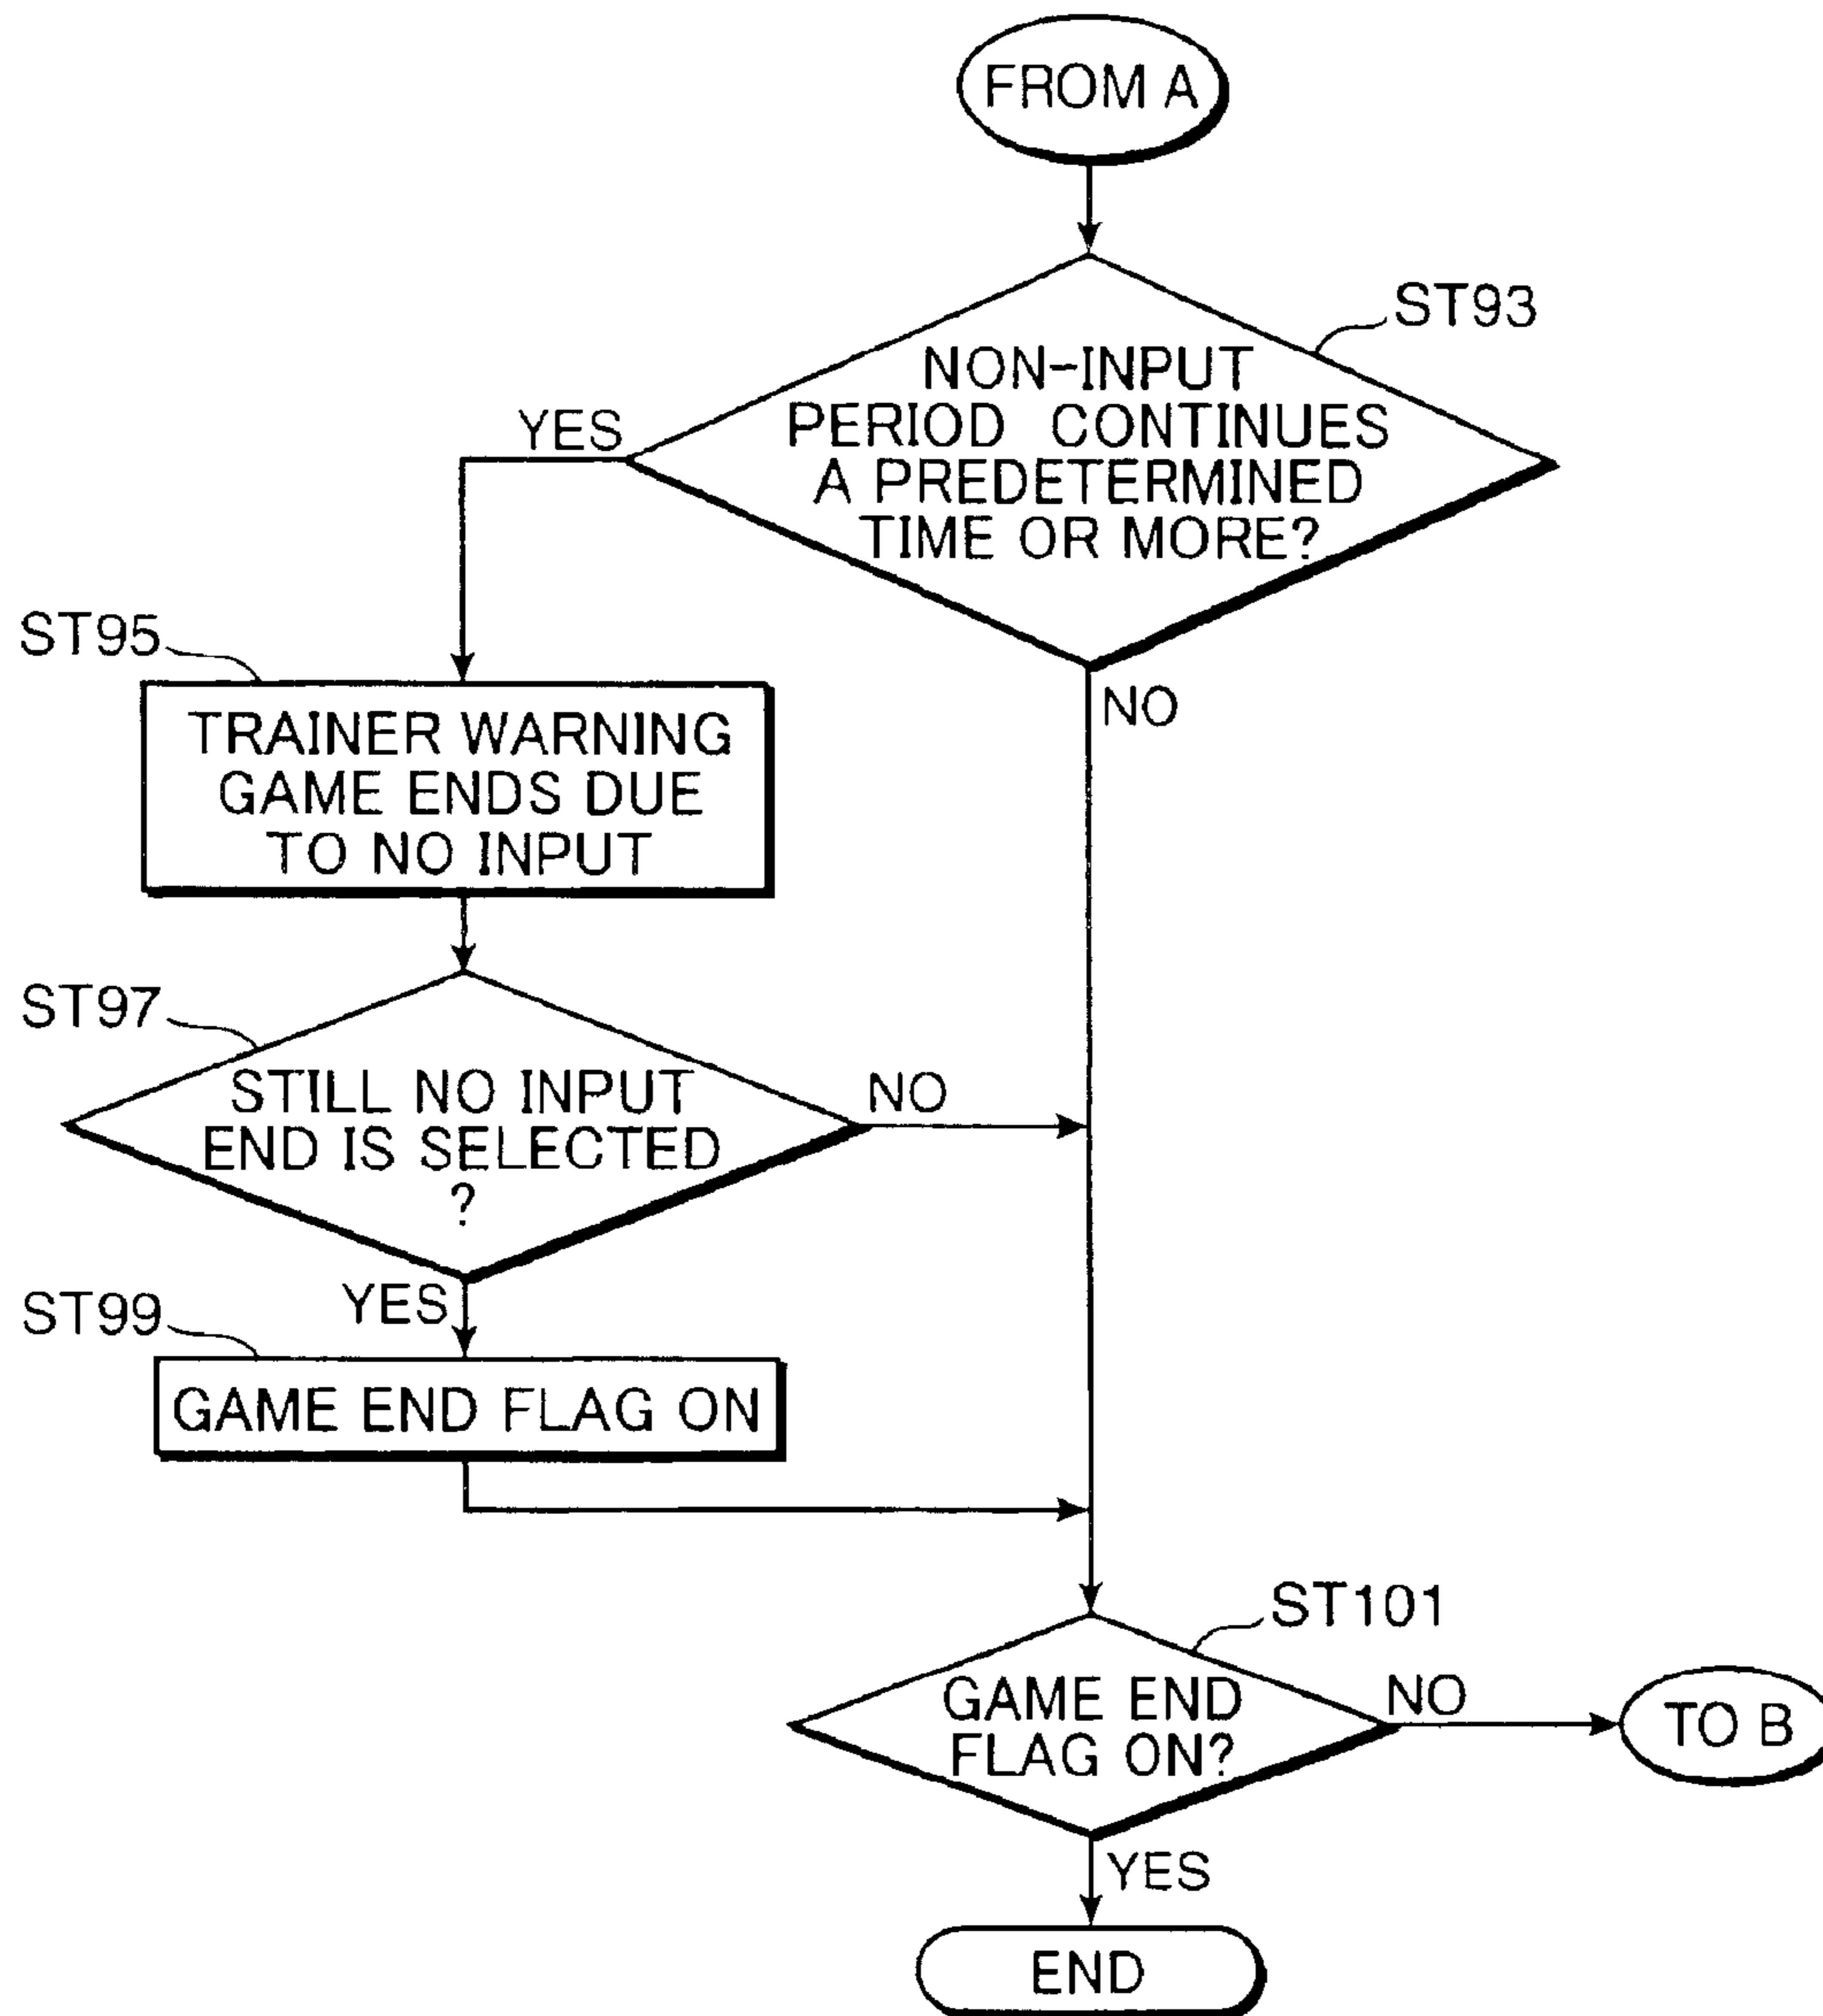 FROM A
ST93
NON-INPUT
PERIOD CONTINUES
A PREDETERMINED
TIME OR MORE?
YES
NO
ST95
TRAINER WARNING
GAME ENDS DUE
TO NO INPUT
ST97
STILL NO INPUT
END IS SELECTED
?
NO
YES
ST99
GAME END FLAG ON
ST101
GAME END
FLAG ON?
NO
TO B
YES
END